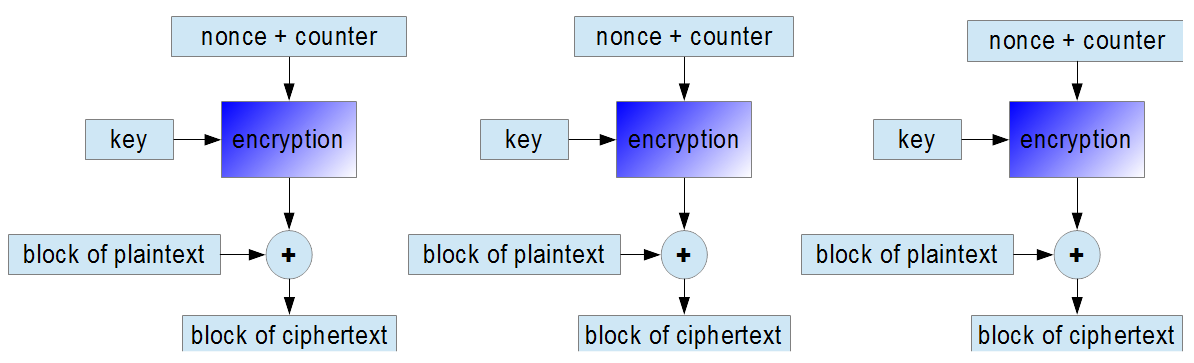 nonce + counter
nonce + counter
nonce + counter
key
encryption
key
encryption
key
encryption
block of plaintext
+
block of plaintext
+
block of plaintext
+
block of ciphertext
block of ciphertext
block of ciphertext